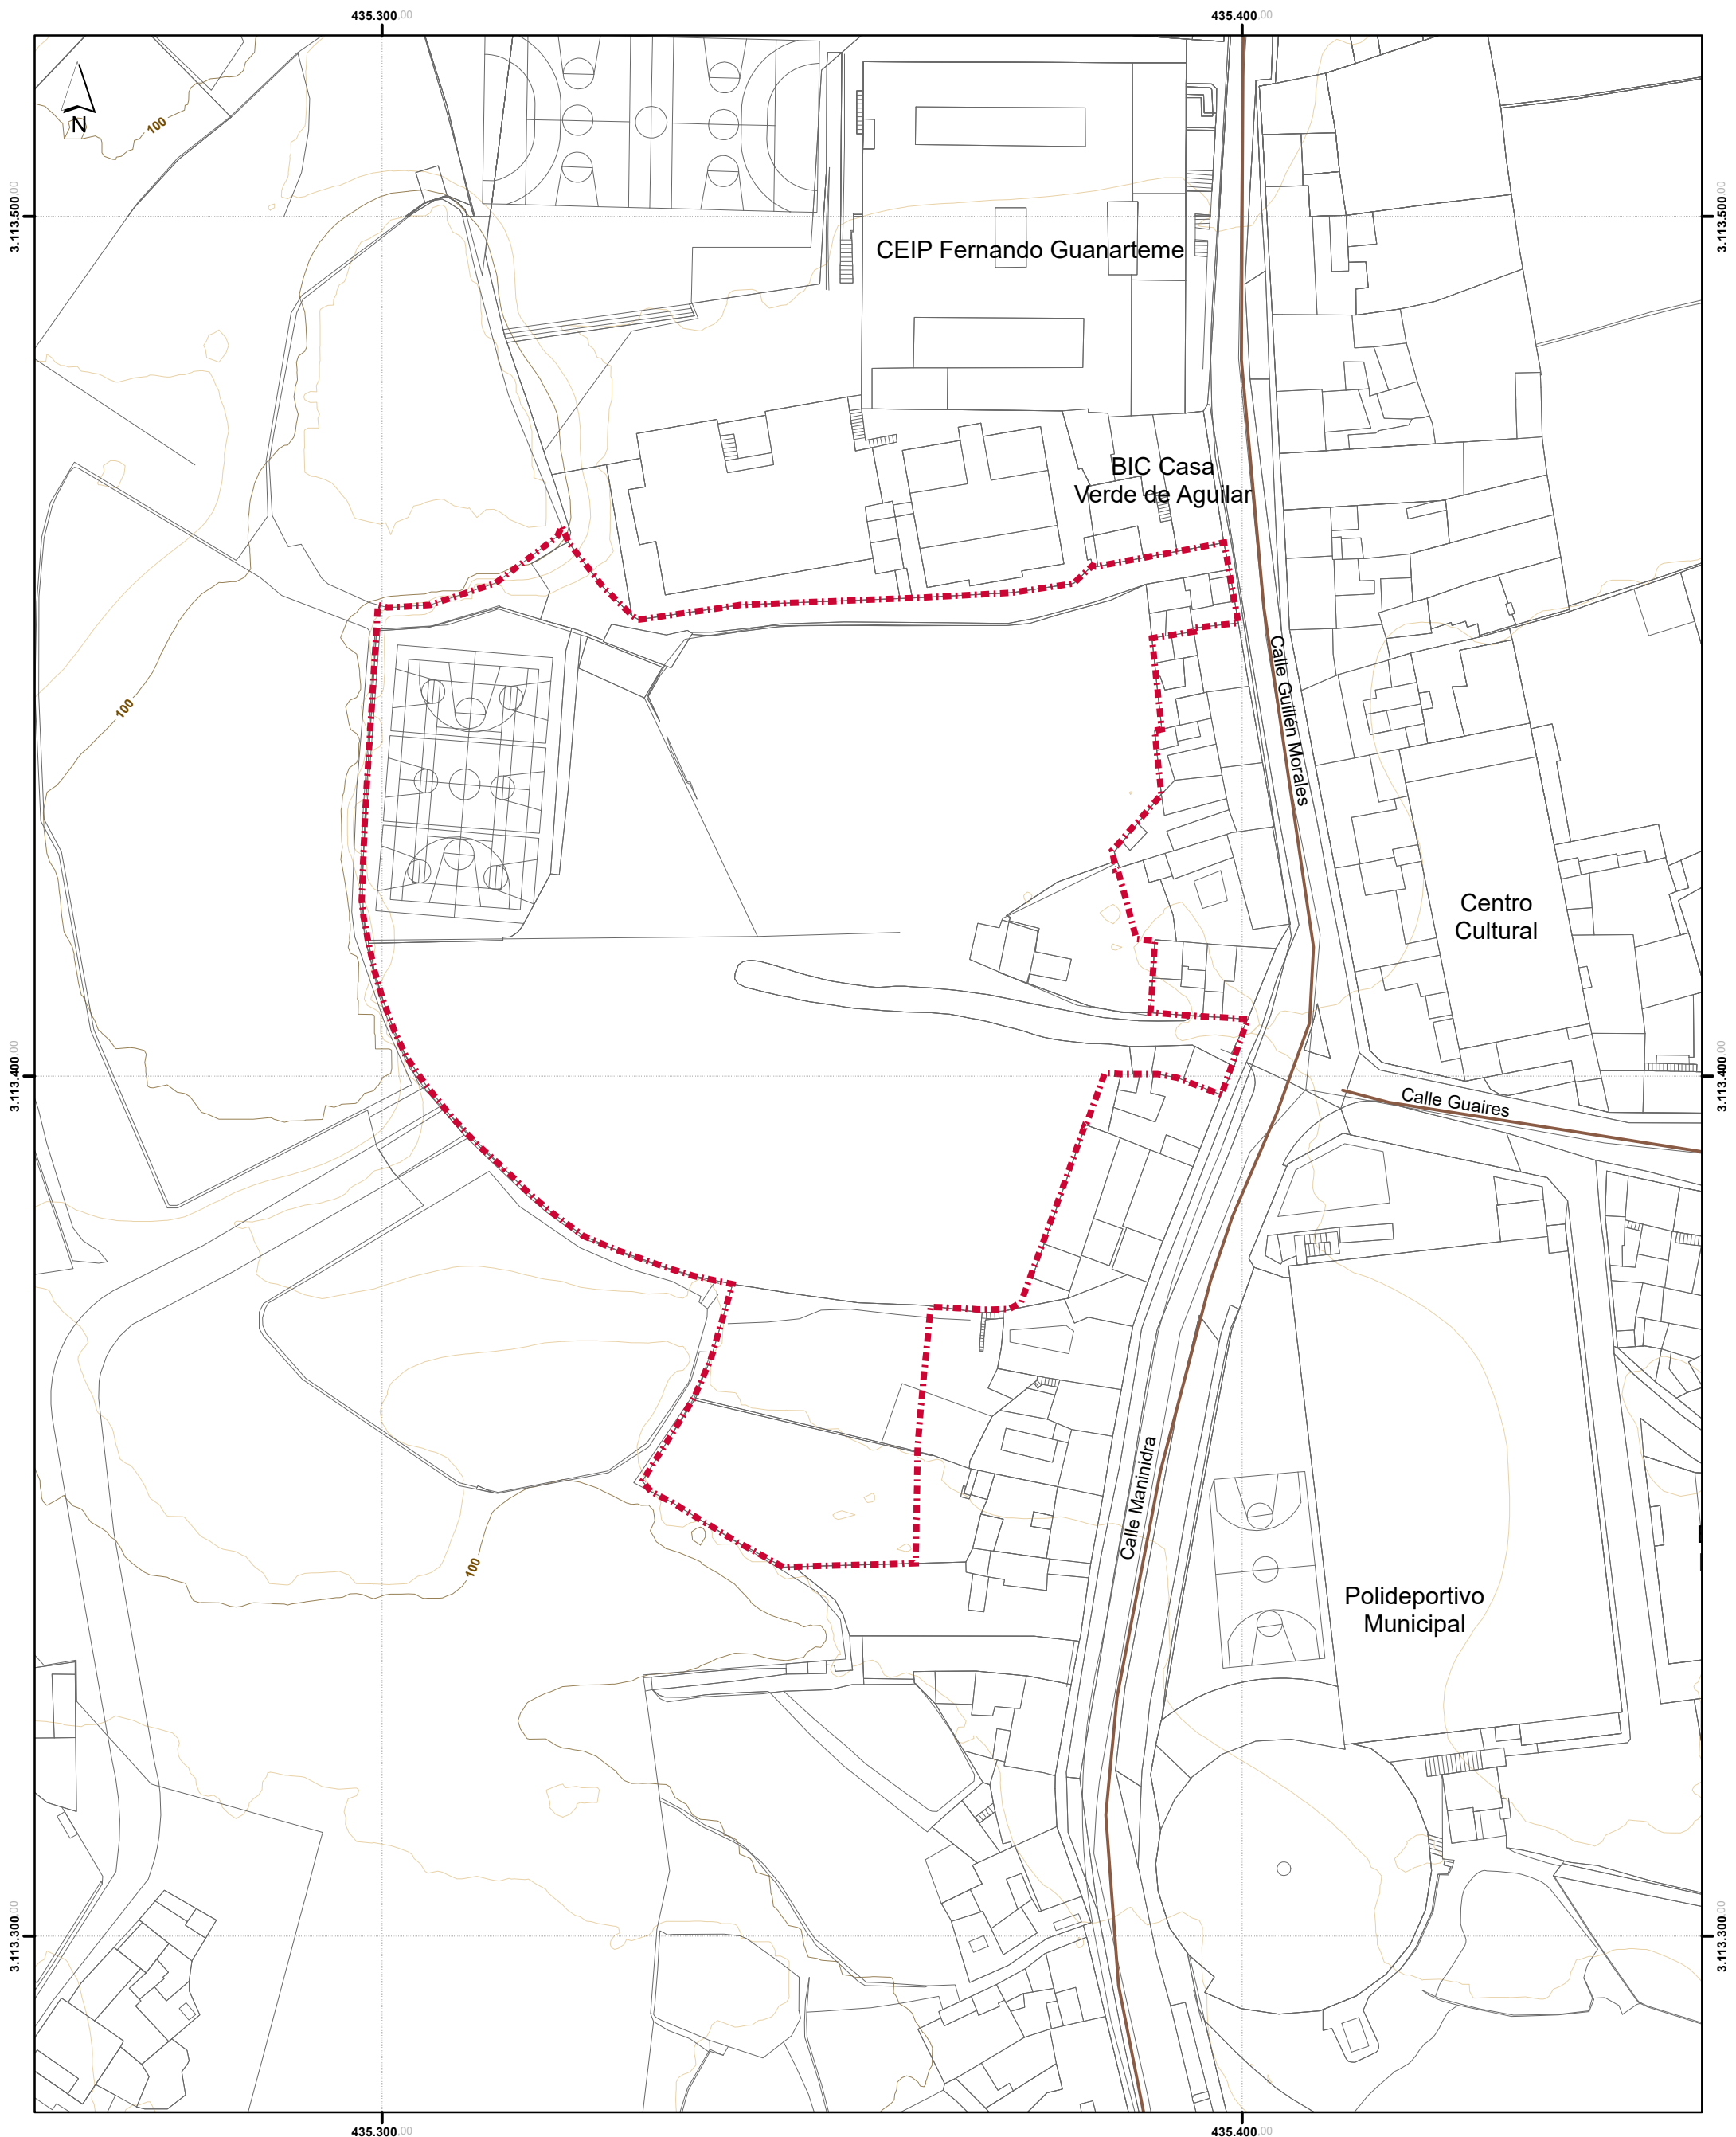 435.300.00
435.400.00
N
100
3.113.500.00
3.113.500.00
CEIP Fernando Guanarteme
BIC Casa
Verde de Aguilar
100
Calle Guillén Morales
Centro
Cultural
3.113.400.00
3.113.400.00
Calle Guaires
Calle Maninidra
100
Polideportivo
Municipal
3.113.300.00
3.113.300.00
435.300.00
435.400.00